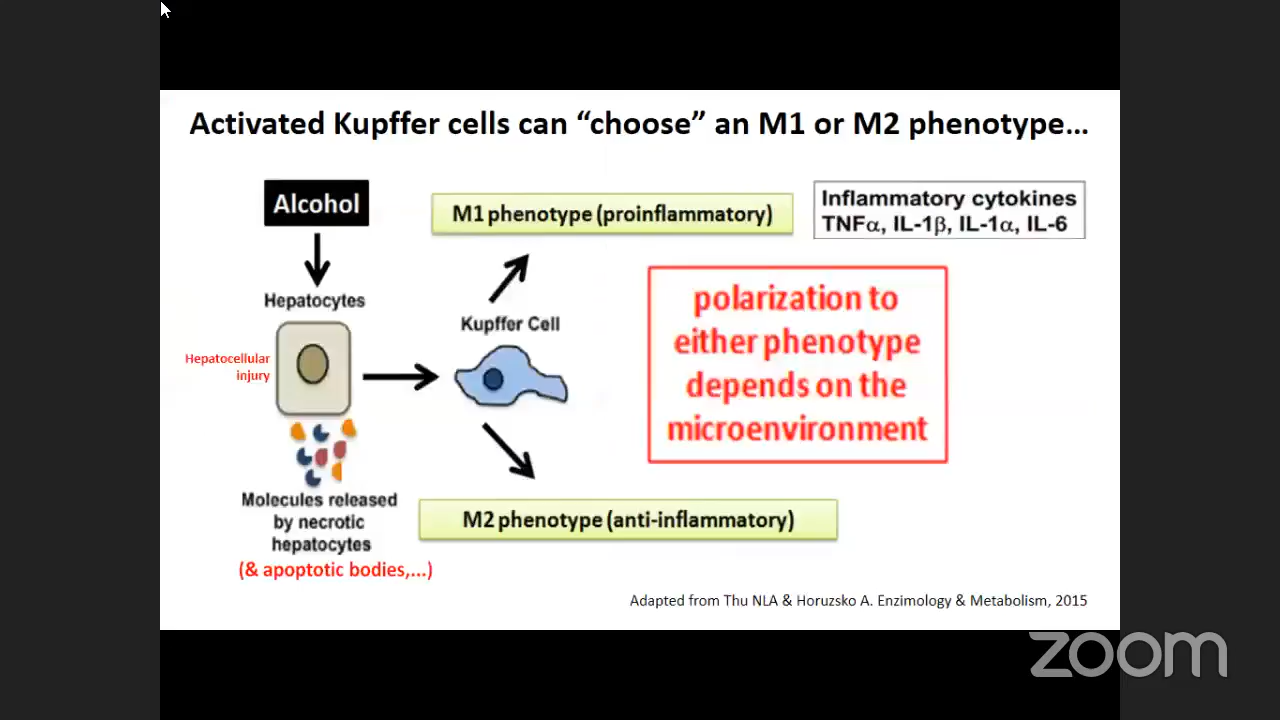 Activated Kupffer cells can “choose” an M1 or M2 phenotype...
Alcohol
Hepatocytes
Hepatocellular
injury
Molecules released
by necrotic
hepatocytes
(& apoptotic bodies,...)
M1 phenotype (proinflammatory)
Kupffer Cell
M2 phenotype (anti-inflammatory)
Inflammatory cytokines
TNFα, IL-1β, IL-1α, IL-6
polarization to
either phenotype
depends on the
microenvironment
Adapted from Thu NLA & Horuzsko A. Enzimology & Metabolism, 2015
zoom